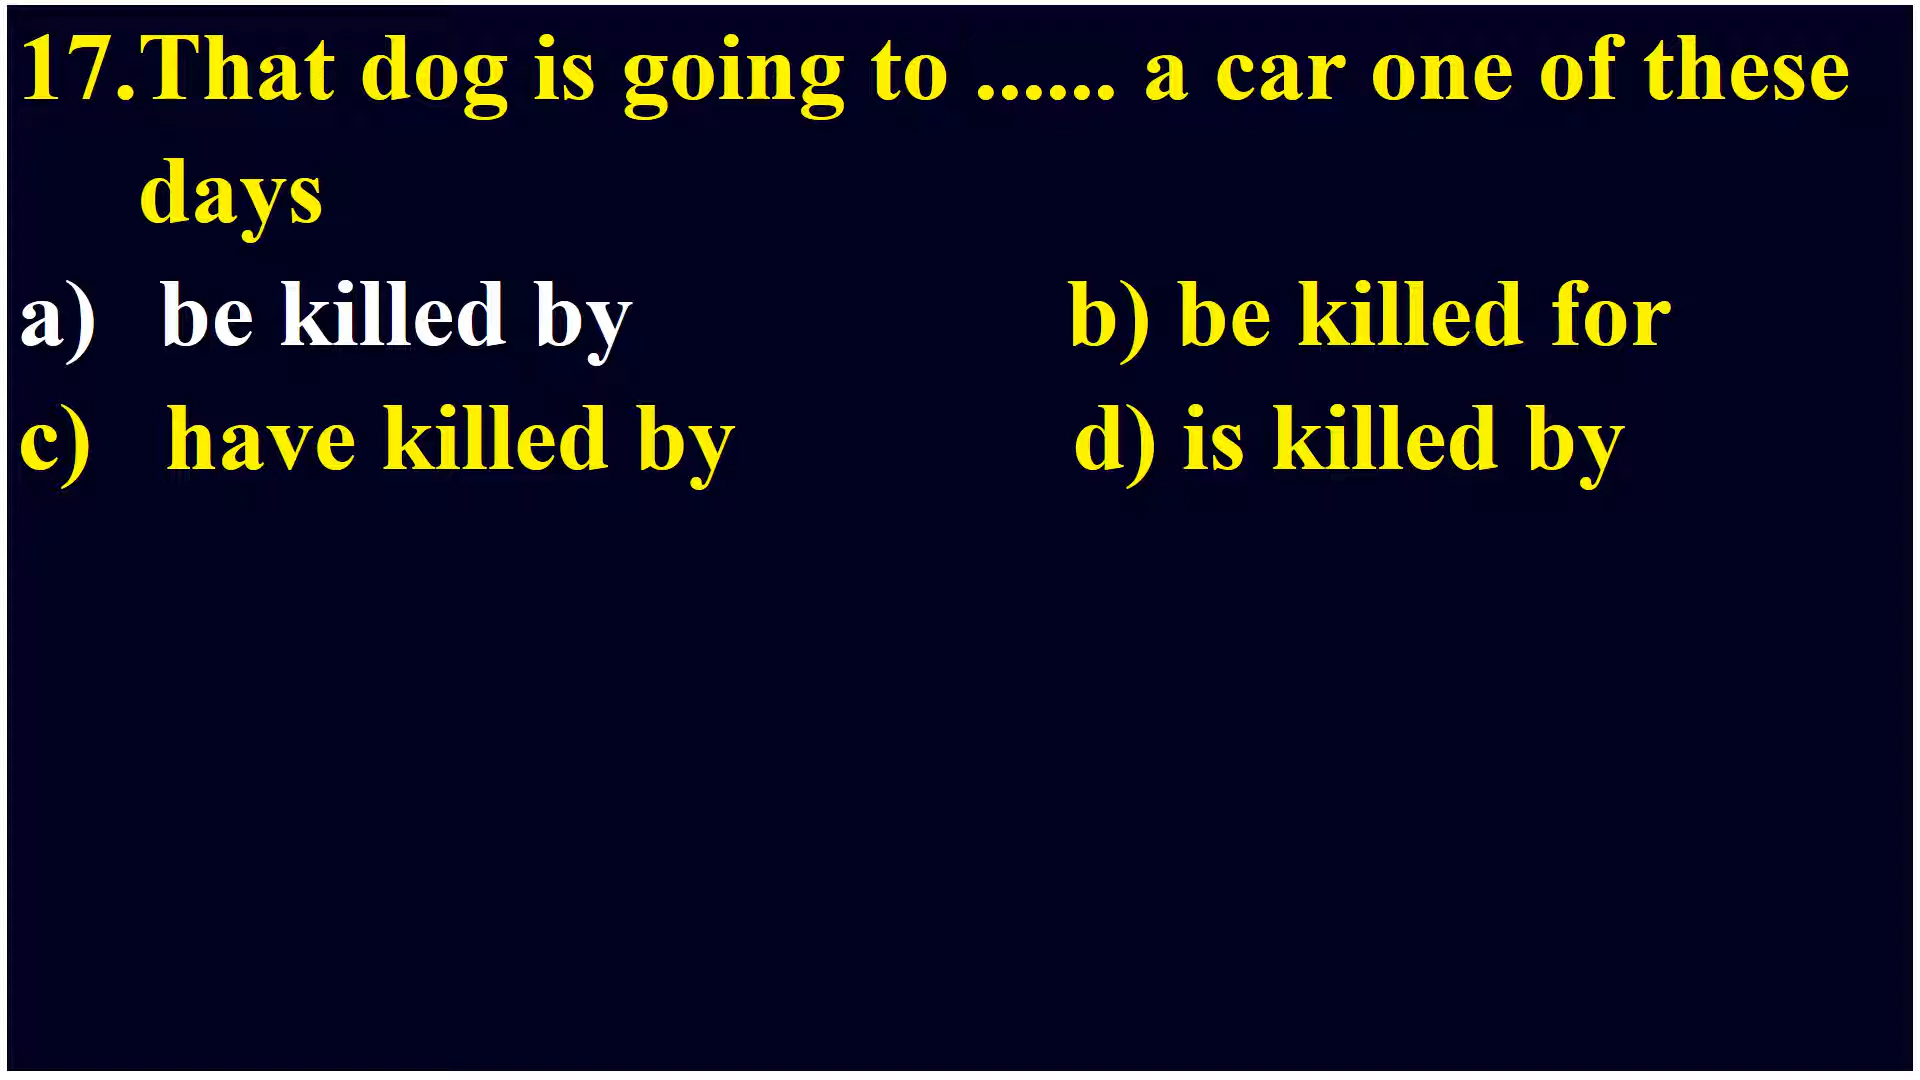 17.That dog is going to ...... a car one of these
days
a) be killed by b) be killed for
c) have killed by d) is killed by